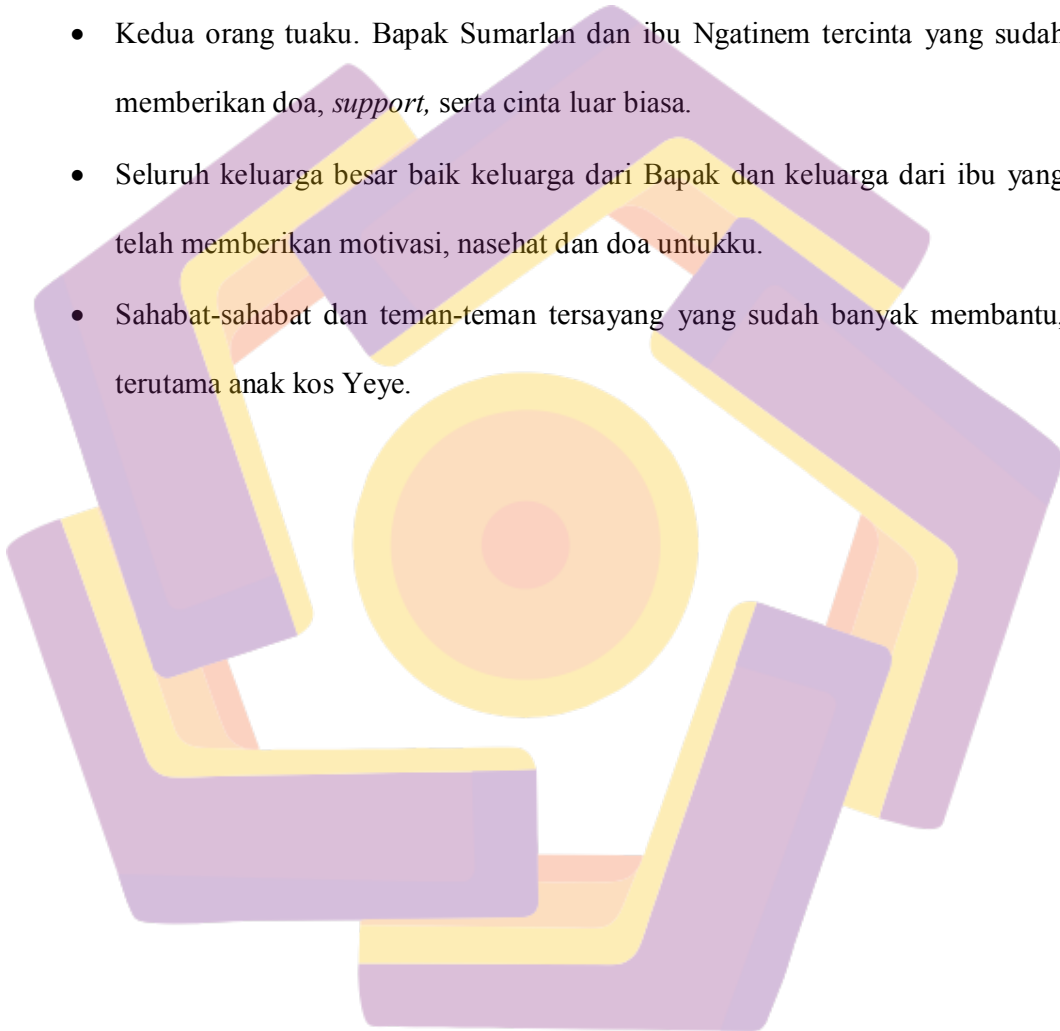 • Kedua orang tuaku. Bapak Sumarlan dan ibu Ngatinem tercinta yang sudah
memberikan doa, support, serta cinta luar biasa.
• Seluruh keluarga besar baik keluarga dari Bapak dan keluarga dari ibu yang
telah memberikan motivasi, nasehat dan doa untukku.
• Sahabat-sahabat dan teman-teman tersayang yang sudah banyak membantu,
terutama anak kos Yeye.